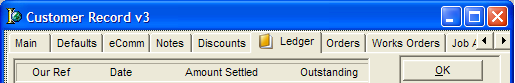 Customer Record v3
Main Defaults eComm Notes Discounts Ledger Orders Works Orders Job
Our Ref Date Amount Settled Outstanding OK